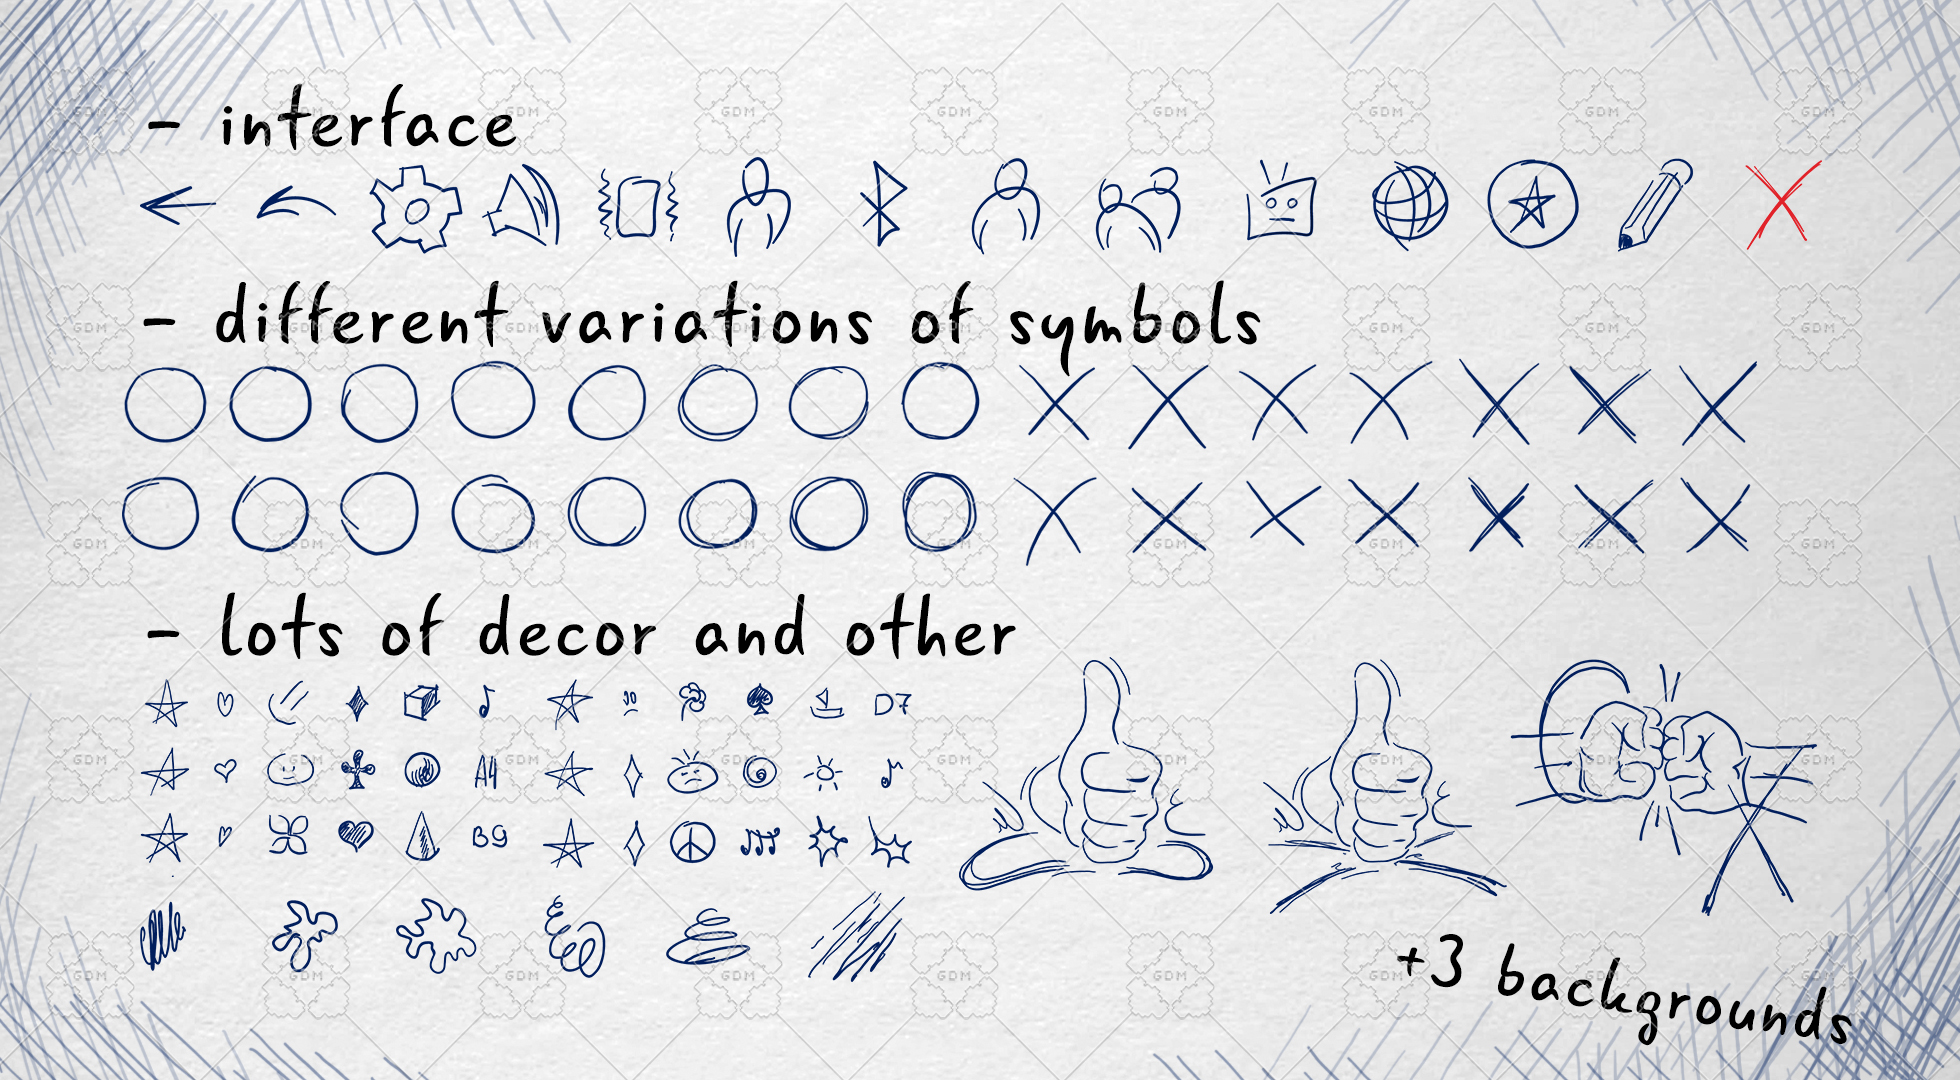 - interface
- different variations of symbols
- lots of decor and other
D7
A4
B9
+3 backgrounds
GDM